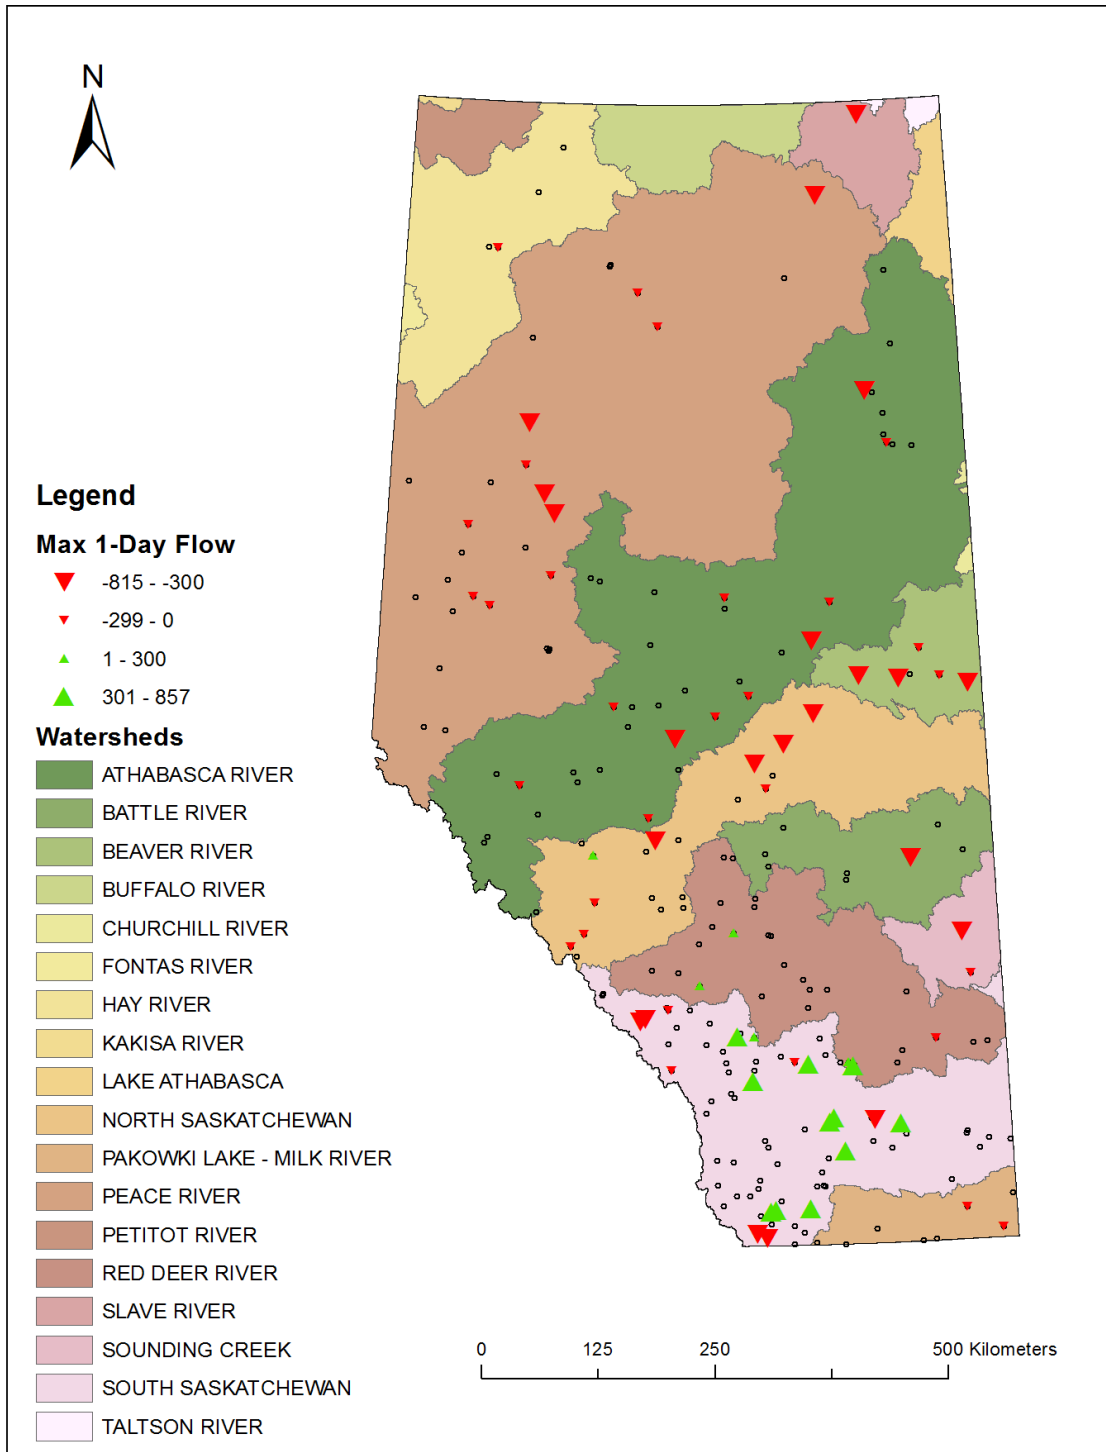 N
Legend
Max 1-Day Flow
-815 - -300
-299 - 0
1 - 300
301 - 857
Watersheds
ATHABASCA RIVER
BATTLE RIVER
BEAVER RIVER
BUFFALO RIVER
CHURCHILL RIVER
FONTAS RIVER
HAY RIVER
KAKISA RIVER
LAKE ATHABASCA
NORTH SASKATCHEWAN
PAKOWKI LAKE - MILK RIVER
PEACE RIVER
PETITOT RIVER
RED DEER RIVER
SLAVE RIVER
SOUNDING CREEK
SOUTH SASKATCHEWAN
TALTSON RIVER
0 125 250 500 Kilometers